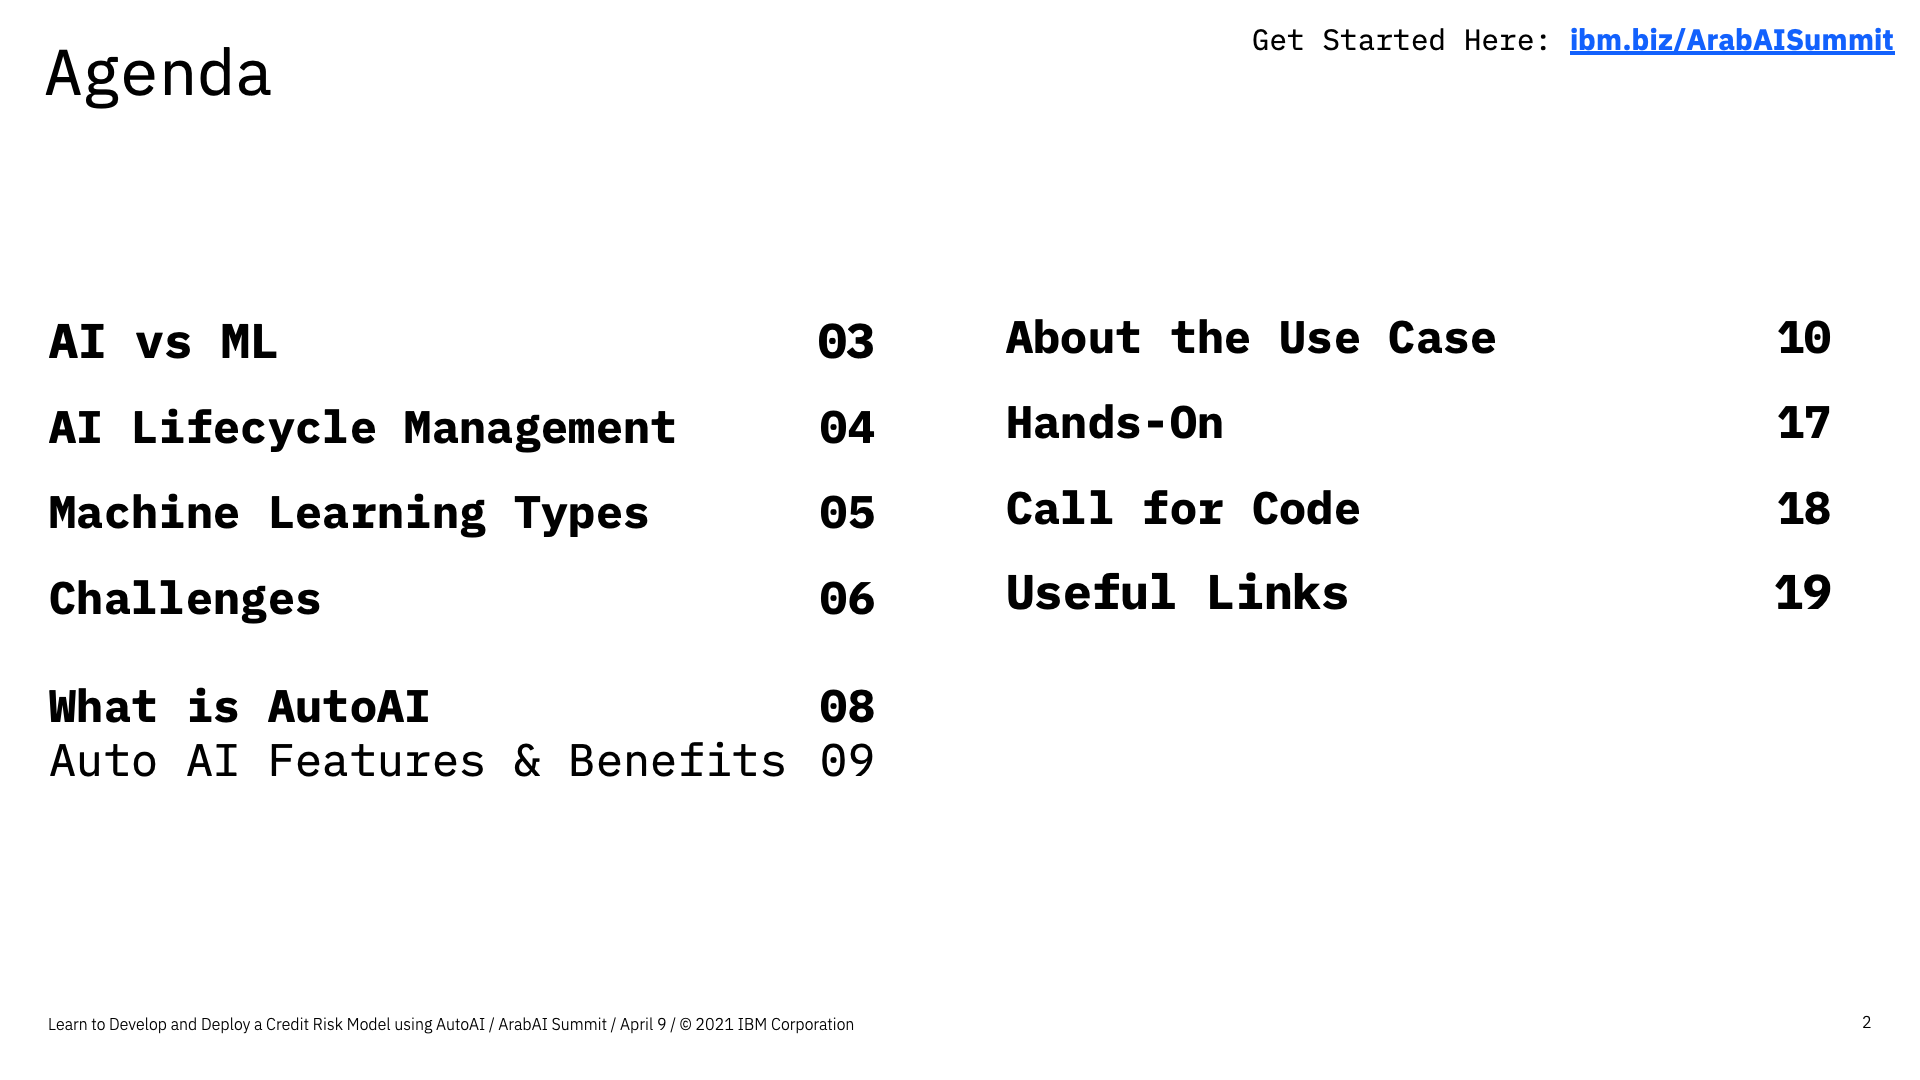 Agenda
Get Started Here: ibm.biz/ArabAISummit
AI vs ML 03
AI Lifecycle Management 04
Machine Learning Types 05
Challenges 06
What is AutoAI 08
Auto AI Features & Benefits 09
About the Use Case 10
Hands-On 17
Call for Code 18
Useful Links 19
Learn to Develop and Deploy a Credit Risk Model using AutoAI / ArabAI Summit / April 9 / © 2021 IBM Corporation
2